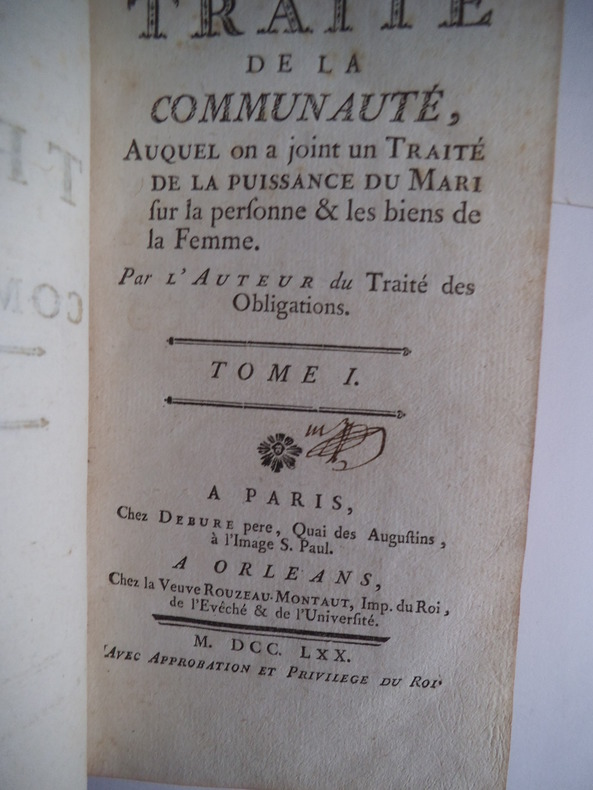 TRAITÉ
DE LA
COMMUNAUTÉ,
AUQUEL on a joint un TRAITÉ
DE LA PUISSANCE DU MARI
ſur la perſonne & les biens de
la Femme.
Par L'AUTEUR du Traité des
Obligations.
TOME I.
A PARIS,
Chez DEBURE pere, Quai des Auguſtins,
à l'Image S. Paul.
A ORLEANS,
Chez la Veuve ROUZEAU-MONTAUT, Imp. du Roi,
de l'Evêché & de l'Univerſité.
M. DCC. LXX.
AVEC APPROBATION ET PRIVILEGE DU ROI.